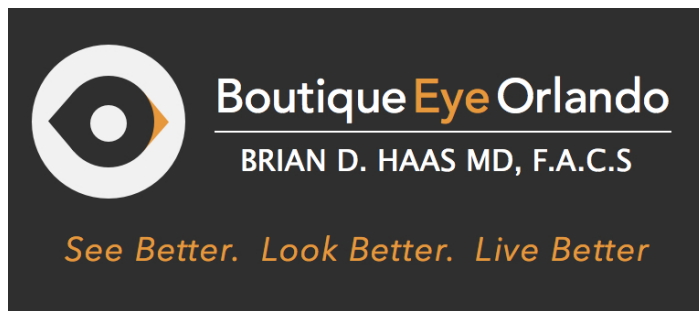 Boutique Eye Orlando
BRIAN D. HAAS MD, F.A.C.S
See Better. Look Better. Live Better